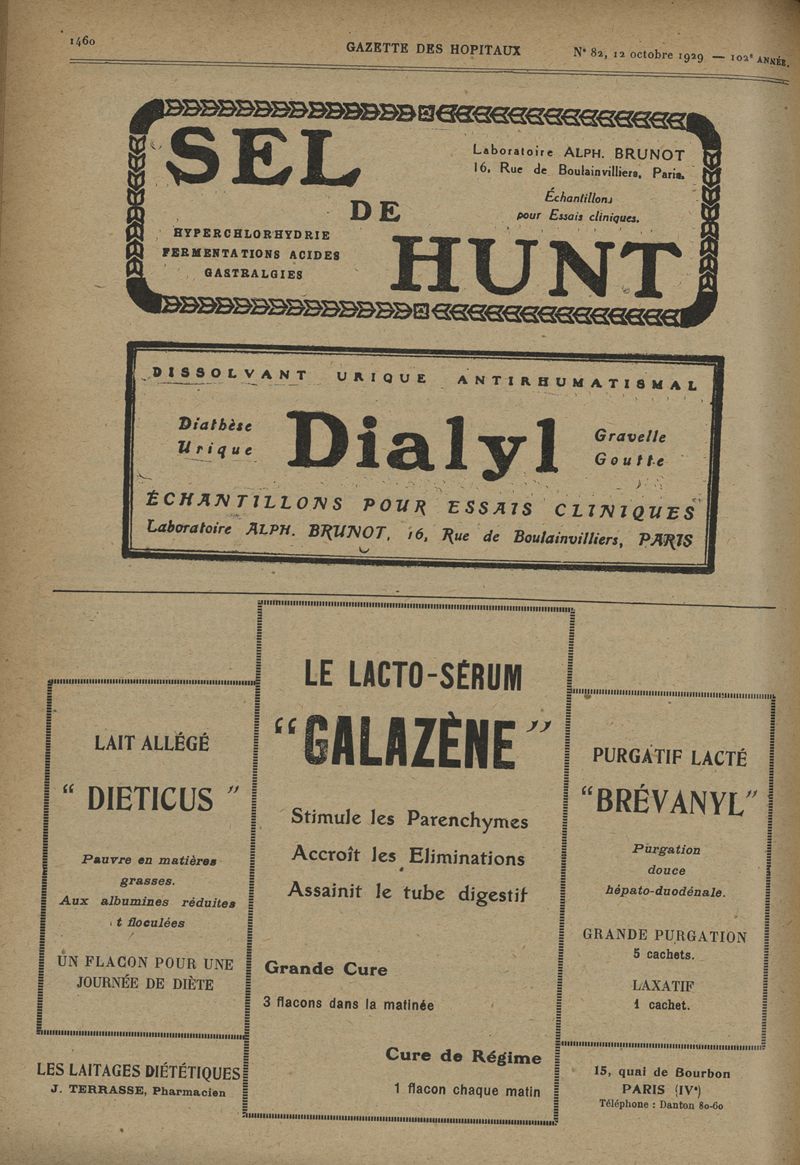 1460
GAZETTE DES HOPITAUX
N° 82, 12 octobre 1929 — 102e ANNÉE.
SEL
DE
HUNT
Laboratoire ALPH. BRUNOT
16, Rue de Boulainvilliers, Paris.
Échantillons
pour Essais cliniques.
HYPERCHLORHYDRIE
FERMENTATIONS ACIDES
GASTRALGIES
DISSOLVANT URIQUE ANTIRHUMATISMAL
Diathèse
Urique
Dialyl
Gravelle
Goutte
ÉCHANTILLONS POUR ESSAIS CLINIQUES
Laboratoire ALPH. BRUNOT, 16, Rue de Boulainvilliers, PARIS
LAIT ALLÉGÉ
“ DIETICUS ”
Pauvre en matières
grasses.
Aux albumines réduites
t floculées
UN FLACON POUR UNE
JOURNÉE DE DIÈTE
LES LAITAGES DIÉTÉTIQUES
J. TERRASSE, Pharmacien
LE LACTO-SÉRUM
“GALAZÈNE”
Stimule les Parenchymes
Accroît les Eliminations
Assainit le tube digestif
Grande Cure
3 flacons dans la matinée
Cure de Régime
1 flacon chaque matin
PURGATIF LACTÉ
“BRÉVANYL”
Purgation
douce
hépato-duodénale.
GRANDE PURGATION
5 cachets.
LAXATIF
1 cachet.
15, quai de Bourbon
PARIS (IVe)
Téléphone : Danton 80-60